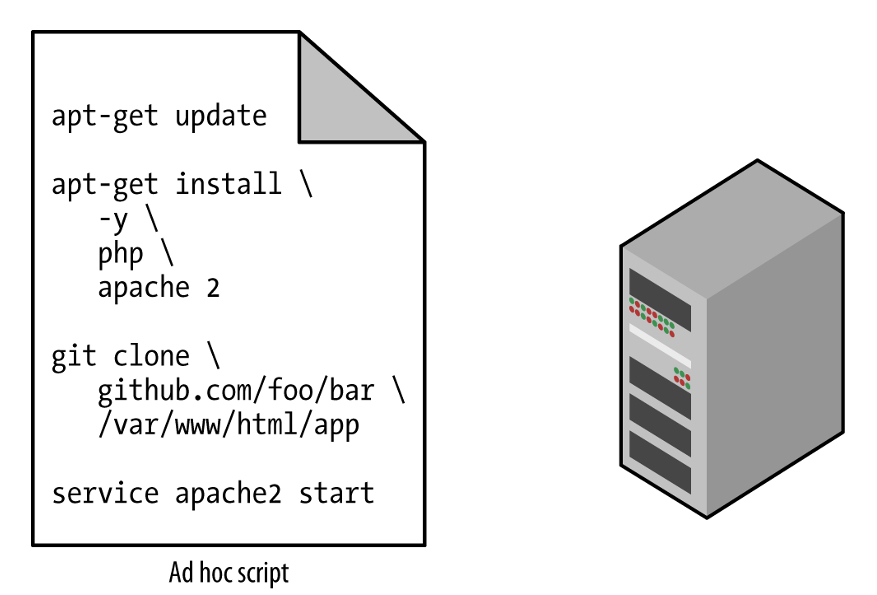 apt-get update
apt-get install \
-y \
php \
apache 2
git clone \
github.com/foo/bar \
/var/www/html/app
service apache2 start
Ad hoc script